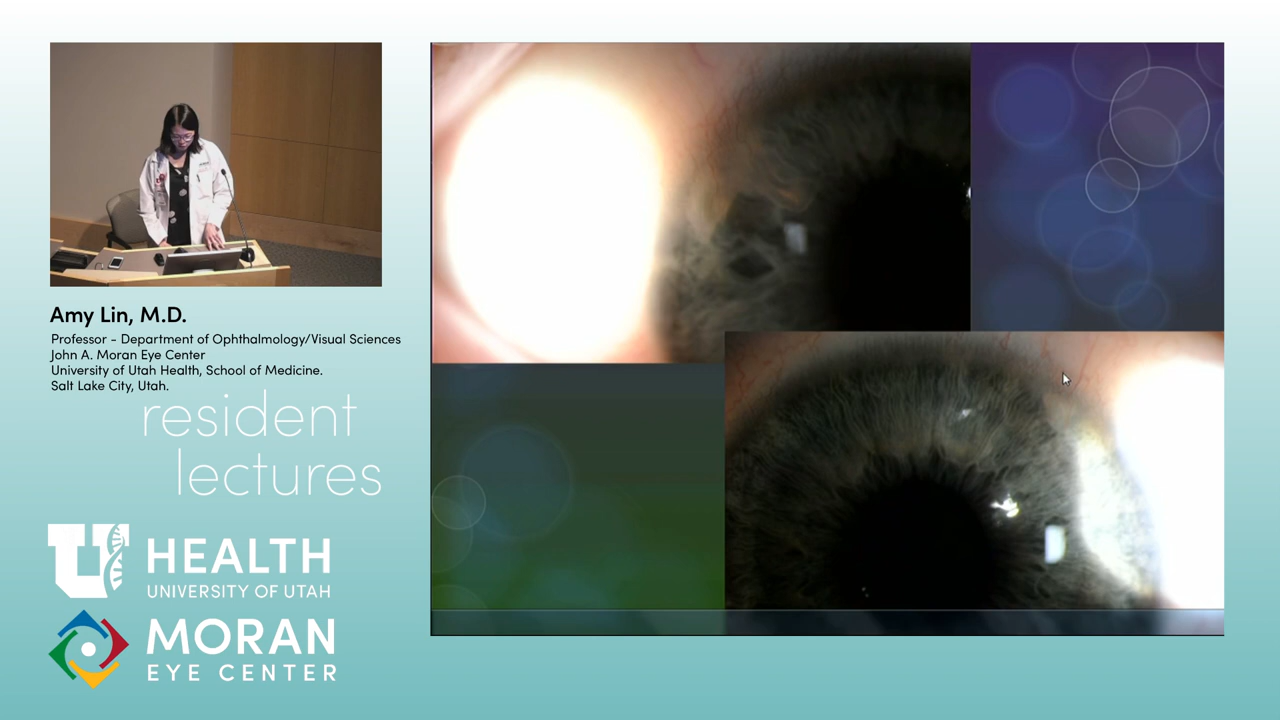 Amy Lin, M.D.
Professor - Department of Ophthalmology/Visual Sciences
John A. Moran Eye Center
University of Utah Health, School of Medicine.
Salt Lake City, Utah.
resident
lectures
U
HEALTH
UNIVERSITY OF UTAH
MORAN
EYE CENTER